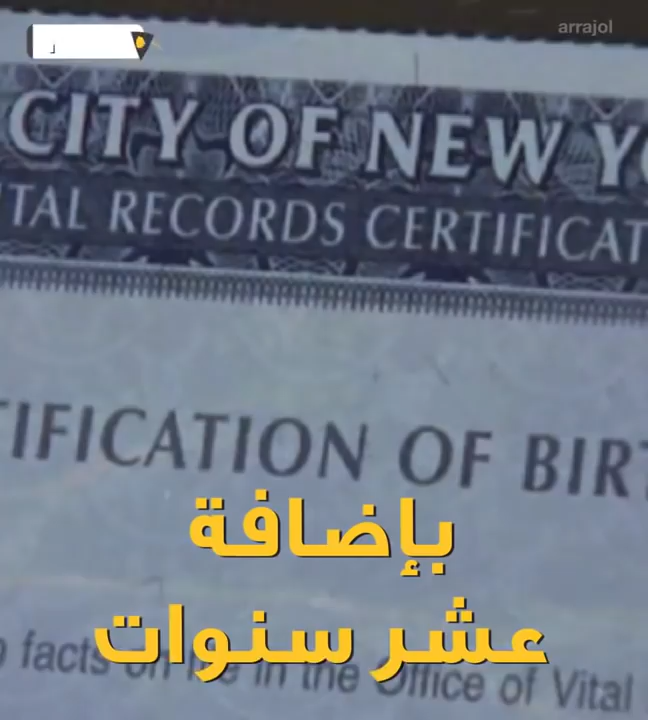 arrajol
CITY OF NEW Y
TAL RECORDS CERTIFICAT
IFICATION OF BIR
بإضافة
عشر سنوات
facts on file in the Office of Vital